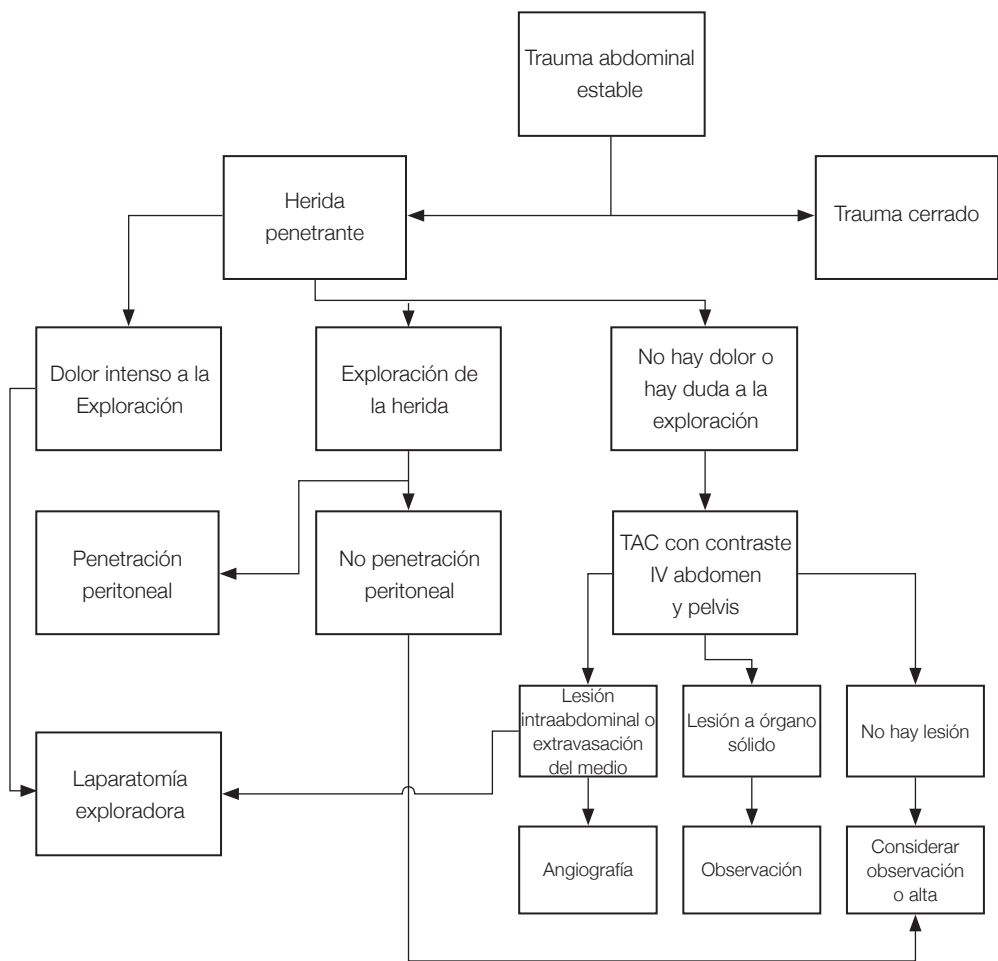 Trauma abdominal
estable
Herida
penetrante
Trauma cerrado
Dolor intenso a la
Exploración
Exploración de
la herida
No hay dolor o
hay duda a la
exploración
Penetración
peritoneal
No penetración
peritoneal
TAC con contraste
IV abdomen
y pelvis
Lesión
intraabdominal o
extravasación
del medio
Lesión a órgano
sólido
No hay lesión
Laparatomía
exploradora
Angiografía
Observación
Considerar
observación
o alta